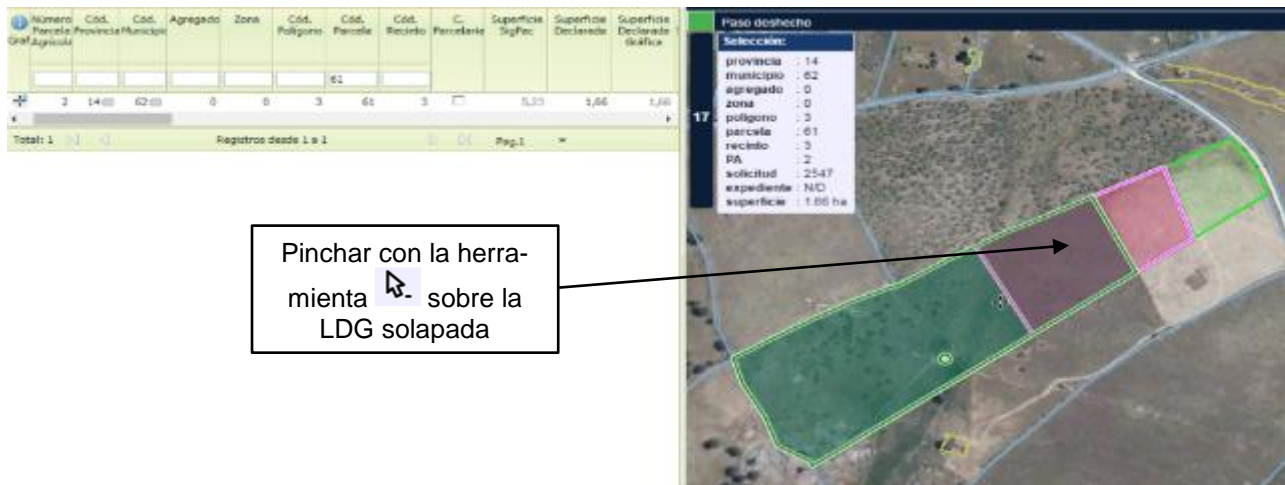 Número Parcela Agrícola
Cód. Provincia
Cód. Municipio
Agregado
Zona
Cód. Polígono
Cód. Parcela
Cód. Recinto
C. Parcelaria
Superficie SigPac
Superficie Declarada
Superficie Declarada Gráfica
Graf.
61
2 14 62 0 0 3 61 3 5,23 1,66 1,66
Total: 1 Registros desde 1 a 1 Pag.1
Pinchar con la herra-
mienta - sobre la
LDG solapada
Paso deshecho
17
Selección:
provincia : 14
municipio : 62
agregado : 0
zona : 0
poligono : 3
parcela : 61
recinto : 3
PA : 2
solicitud : 2547
expediente : N/D
superficie : 1.66 ha